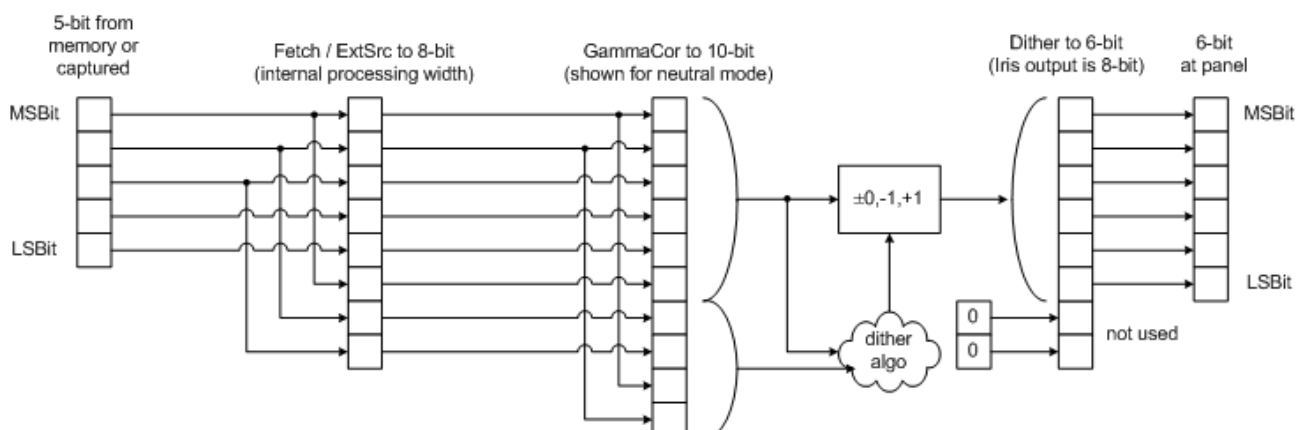 5-bit from
memory or
captured
Fetch / ExtSrc to 8-bit
(internal processing width)
GammaCor to 10-bit
(shown for neutral mode)
Dither to 6-bit
(Iris output is 8-bit)
6-bit
at panel
MSBit
MSBit
±0,-1,+1
LSBit
LSBit
0
not used
0
dither
algo